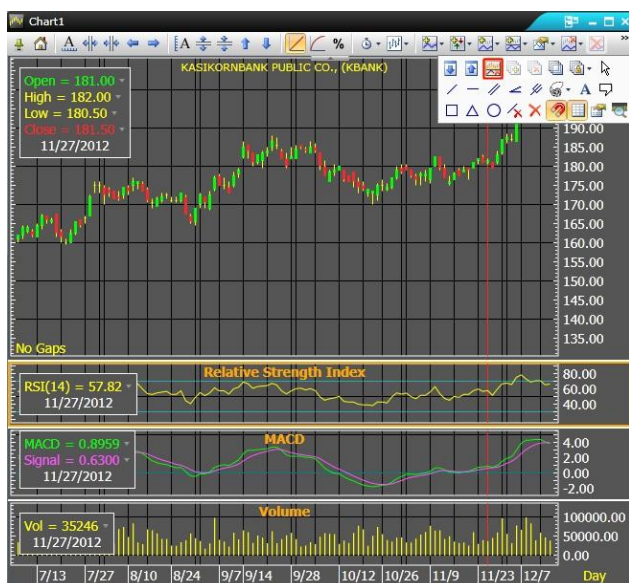 Chart1
A
A
%
KASIKORNBANK PUBLIC CO., (KBANK)
Open = 181.00
High = 182.00
Low = 180.50
Close = 181.50
11/27/2012
A
190.00
185.00
180.00
175.00
170.00
165.00
160.00
155.00
150.00
145.00
140.00
135.00
No Gaps
Relative Strength Index
RSI(14) = 57.82
11/27/2012
80.00
60.00
40.00
MACD
MACD = 0.8959
Signal = 0.6300
11/27/2012
4.00
2.00
0.00
-2.00
Volume
Vol = 35246
11/27/2012
100000.00
50000.00
0.00
7/13 7/27 8/10 8/24 9/7 9/14 9/28 10/12 10/26 11/9 11/23 12/7 Day